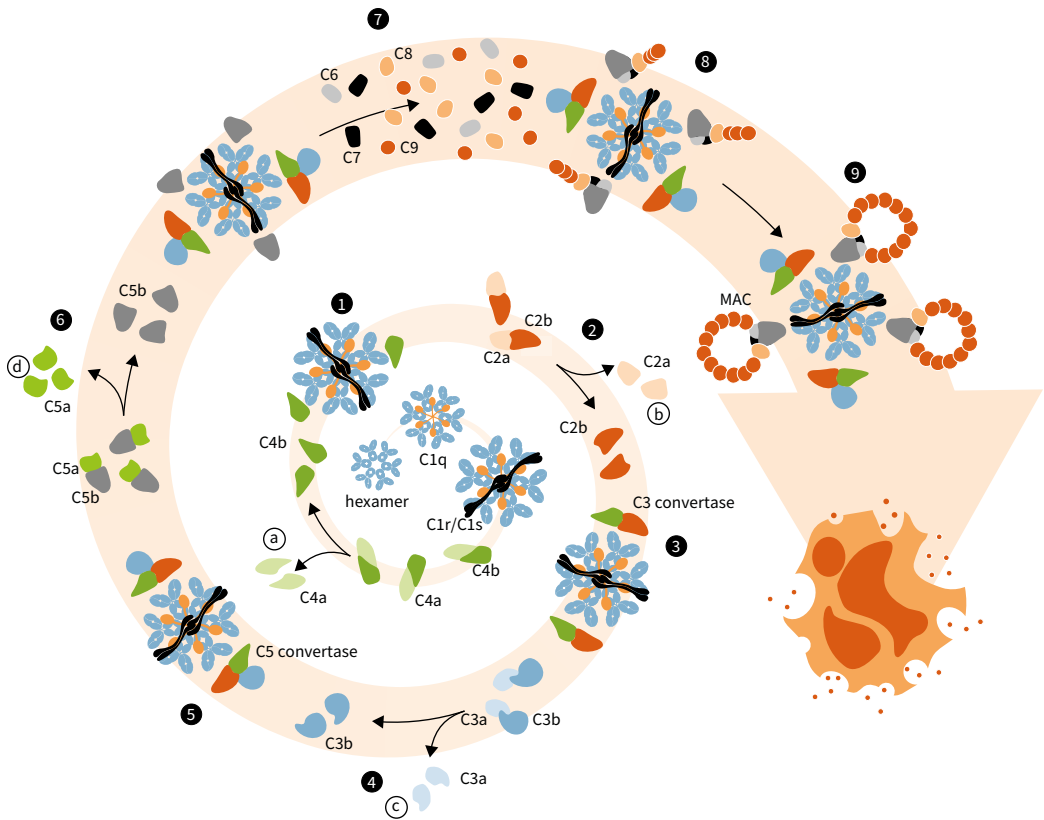 7
C8
C6
C7
C9
8
9
MAC
6
d
C5a
C5b
C5a
C5b
1
C2b
C2a
2
C2a
b
C2b
C4b
C1q
hexamer
C1r/C1s
C3 convertase
3
a
C4a
C4b
C4a
C5 convertase
5
C3a
C3b
C3b
4
C3a
c